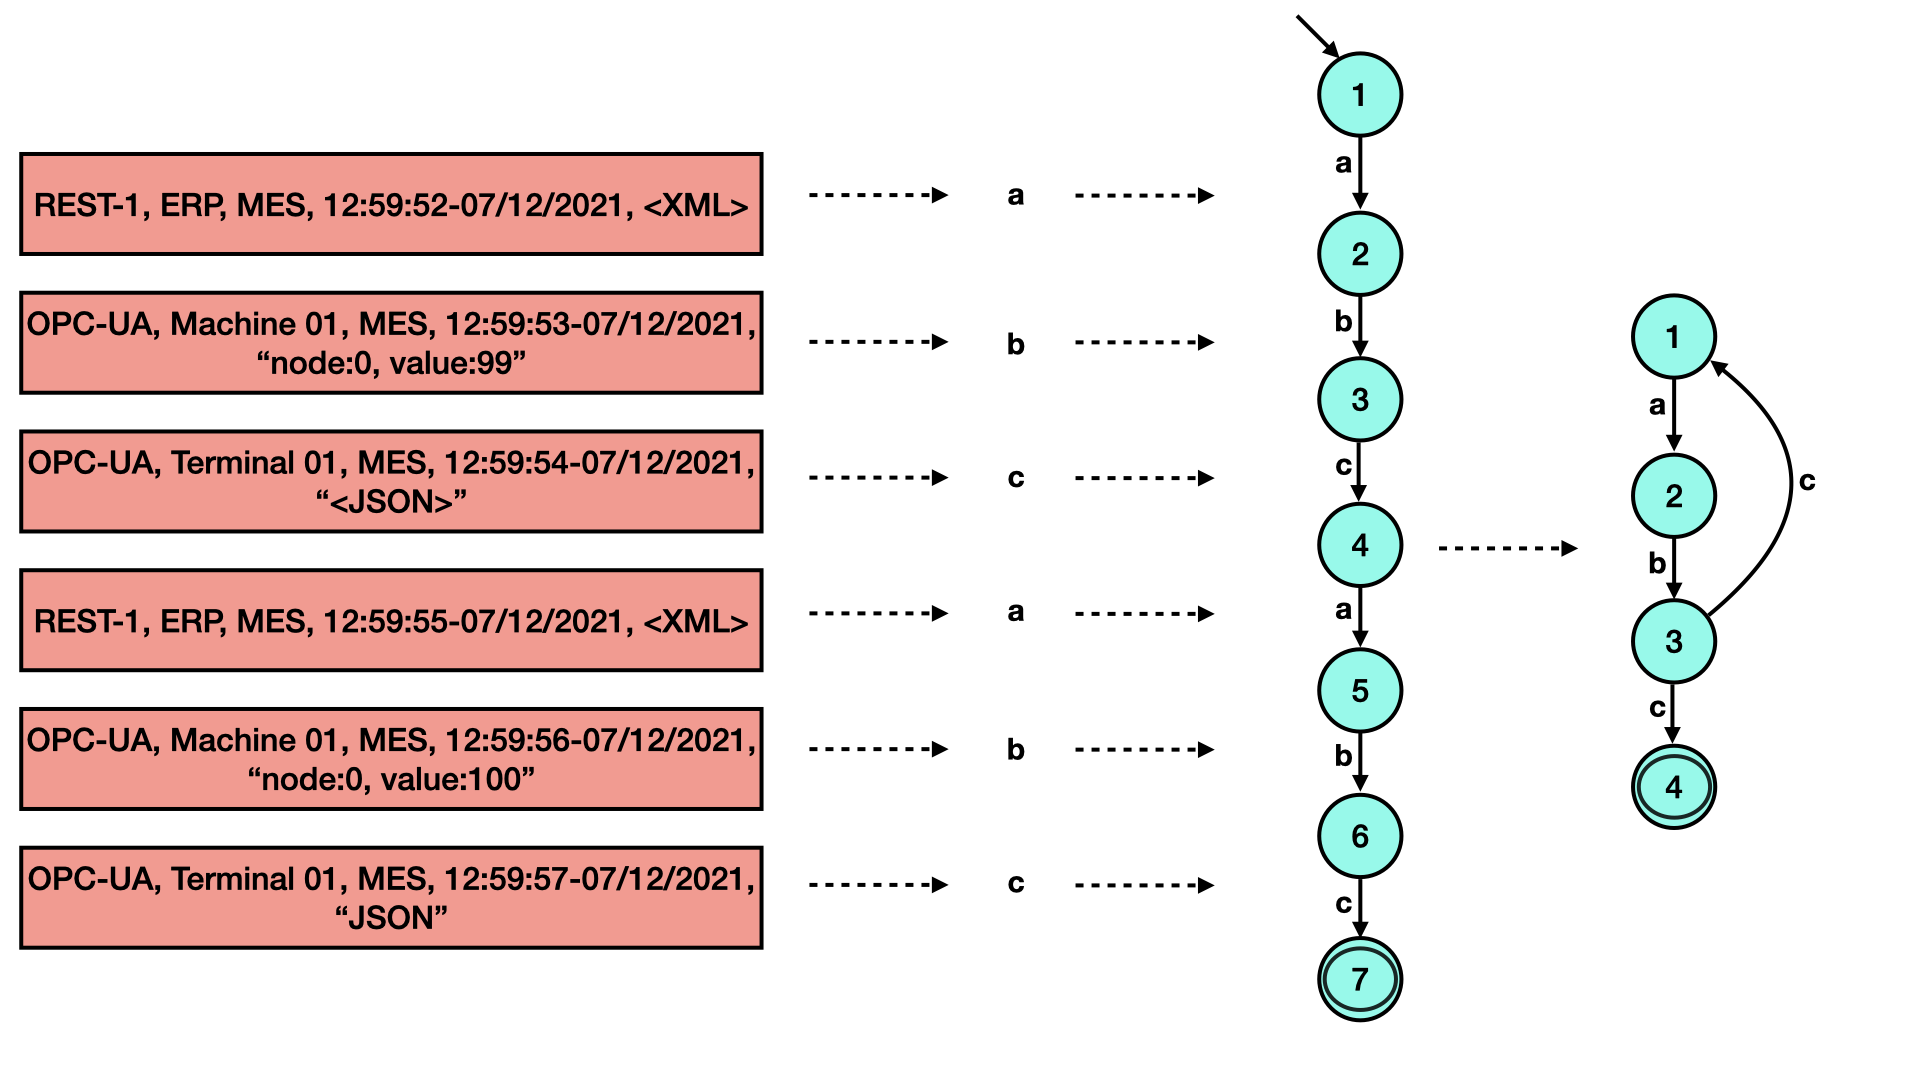 REST-1, ERP, MES, 12:59:52-07/12/2021, <XML>
OPC-UA, Machine 01, MES, 12:59:53-07/12/2021,
“node:0, value:99”
OPC-UA, Terminal 01, MES, 12:59:54-07/12/2021,
“<JSON>”
REST-1, ERP, MES, 12:59:55-07/12/2021, <XML>
OPC-UA, Machine 01, MES, 12:59:56-07/12/2021,
“node:0, value:100”
OPC-UA, Terminal 01, MES, 12:59:57-07/12/2021,
“JSON”
a
b
c
a
b
c
1
a
2
b
3
c
4
a
5
b
6
c
7
1
a
2
b
3
c
c
4